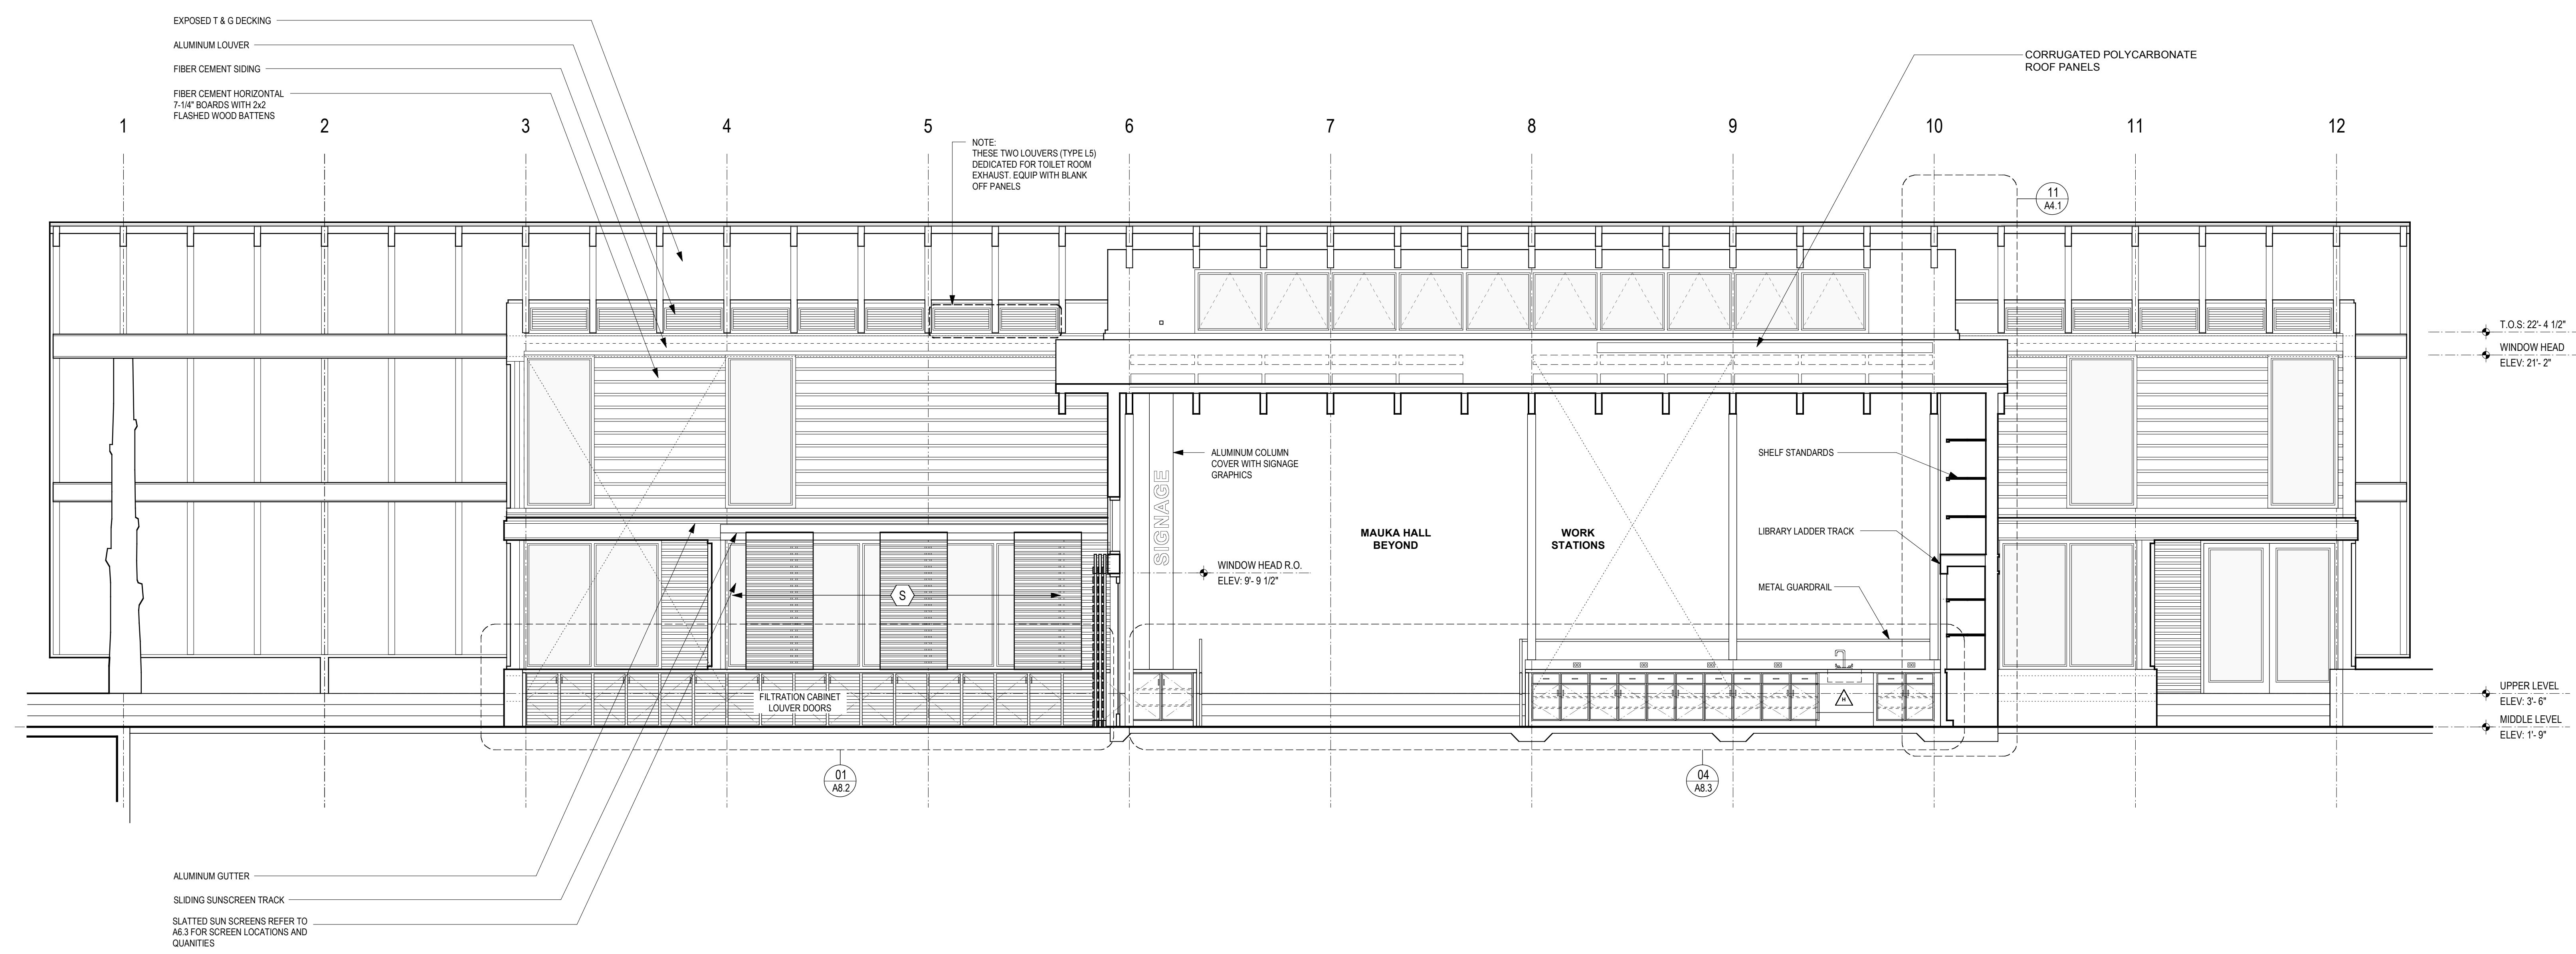 EXPOSED T & G DECKING
ALUMINUM LOUVER
FIBER CEMENT SIDING
FIBER CEMENT HORIZONTAL
7-1/4" BOARDS WITH 2x2
FLASHED WOOD BATTENS
CORRUGATED POLYCARBONATE
ROOF PANELS
1
2
3
4
5
6
7
8
9
10
11
12
NOTE:
THESE TWO LOUVERS (TYPE L5)
DEDICATED FOR TOILET ROOM
EXHAUST. EQUIP WITH BLANK
OFF PANELS
11
A4.1
T.O.S: 22'- 4 1/2"
WINDOW HEAD
ELEV: 21'- 2"
ALUMINUM COLUMN
COVER WITH SIGNAGE
GRAPHICS
SIGNAGE
SHELF STANDARDS
MAUKA HALL
BEYOND
WORK
STATIONS
LIBRARY LADDER TRACK
WINDOW HEAD R.O.
ELEV: 9'- 9 1/2"
METAL GUARDRAIL
S
FILTRATION CABINET
LOUVER DOORS
H
UPPER LEVEL
ELEV: 3'- 6"
MIDDLE LEVEL
ELEV: 1'- 9"
01
A8.2
04
A8.3
ALUMINUM GUTTER
SLIDING SUNSCREEN TRACK
SLATTED SUN SCREENS REFER TO
A6.3 FOR SCREEN LOCATIONS AND
QUANITIES